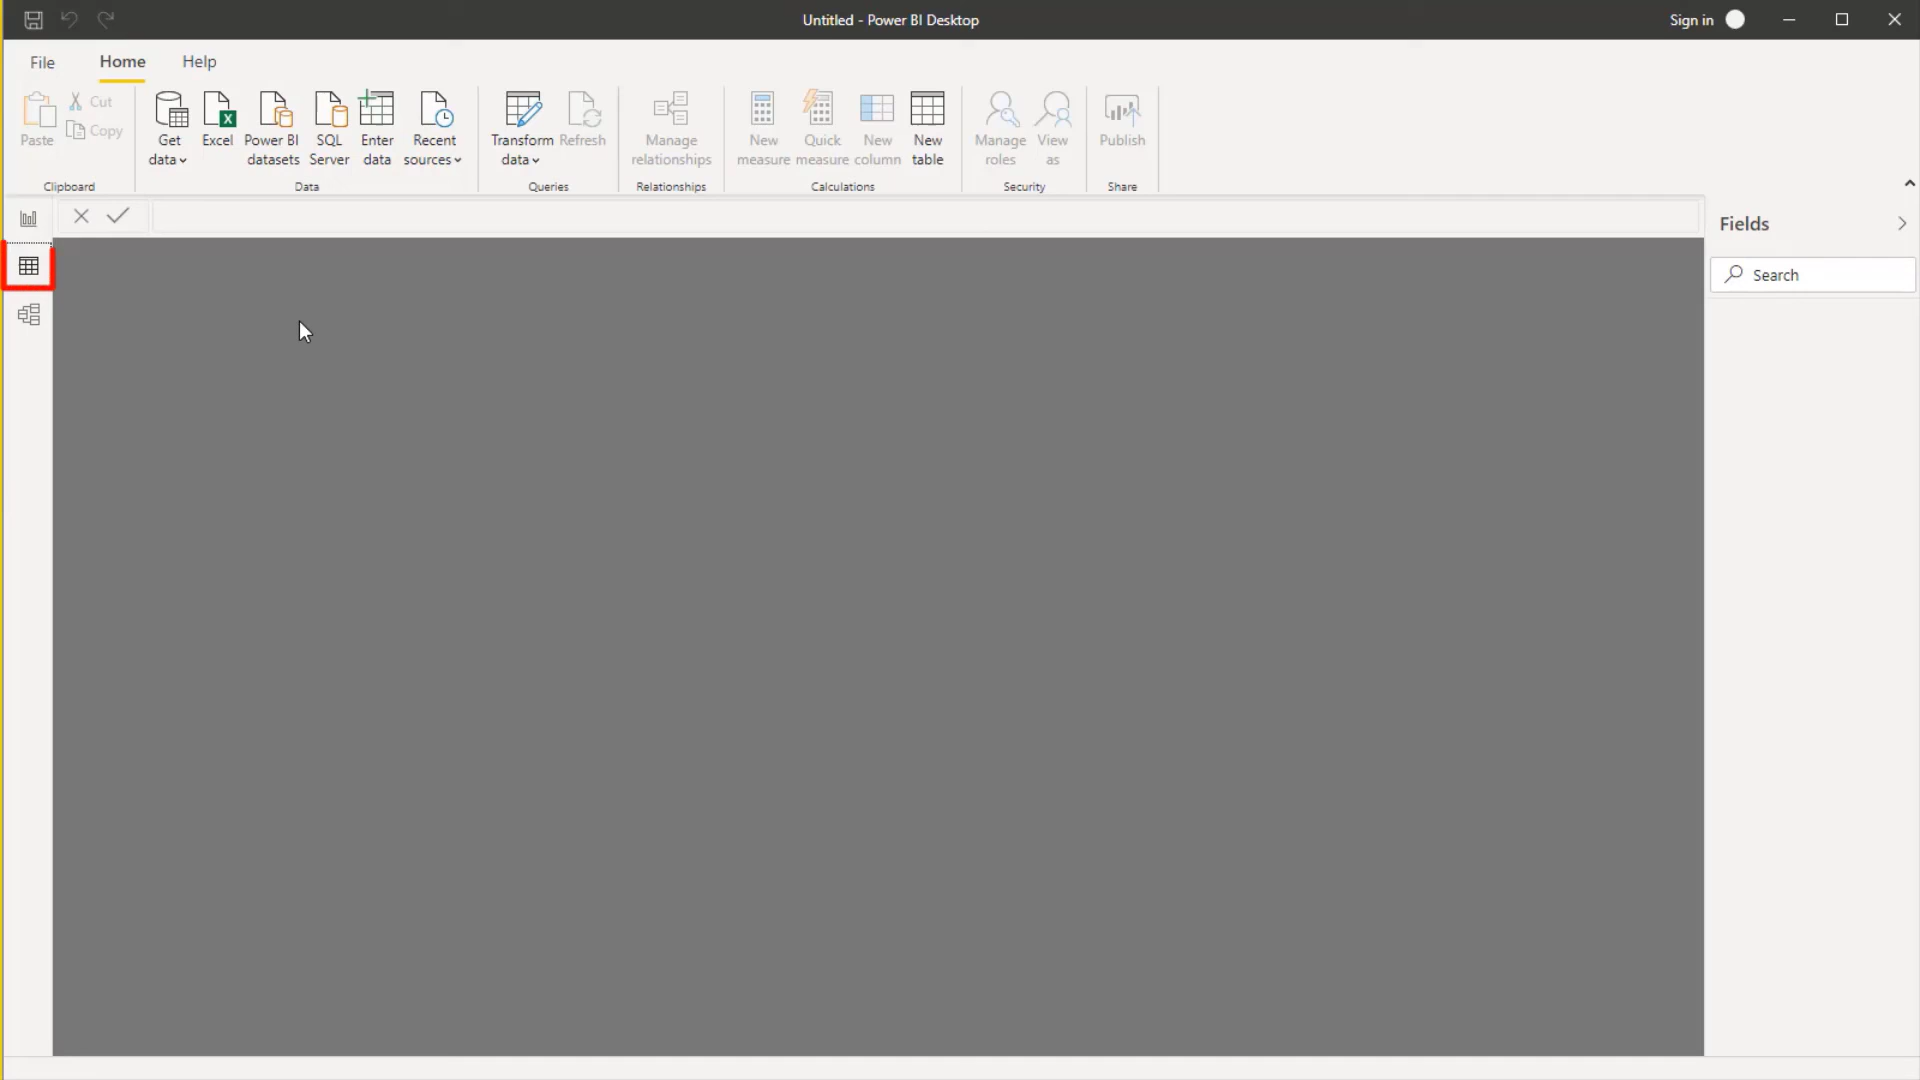 Untitled - Power BI Desktop
Sign in
File Home Help
Paste
Cut
Copy
Get data
Excel
Power BI datasets
SQL Server
Enter data
Recent sources
Transform data
Refresh
Manage relationships
New measure
Quick measure
New column
New table
Manage roles
View as
Publish
Clipboard Data Queries Relationships Calculations Security Share
Fields
Search